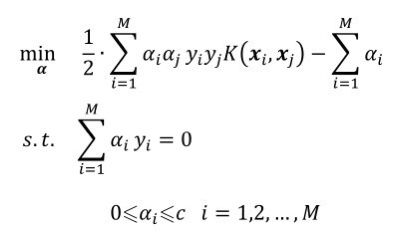 min_α 1/2 · ∑_{i=1}^{M} α_i α_j y_i y_j K(x_i, x_j) − ∑_{i=1}^{M} α_i
s.t. ∑_{i=1}^{M} α_i y_i = 0
0⩽α_i⩽c i = 1,2, ..., M